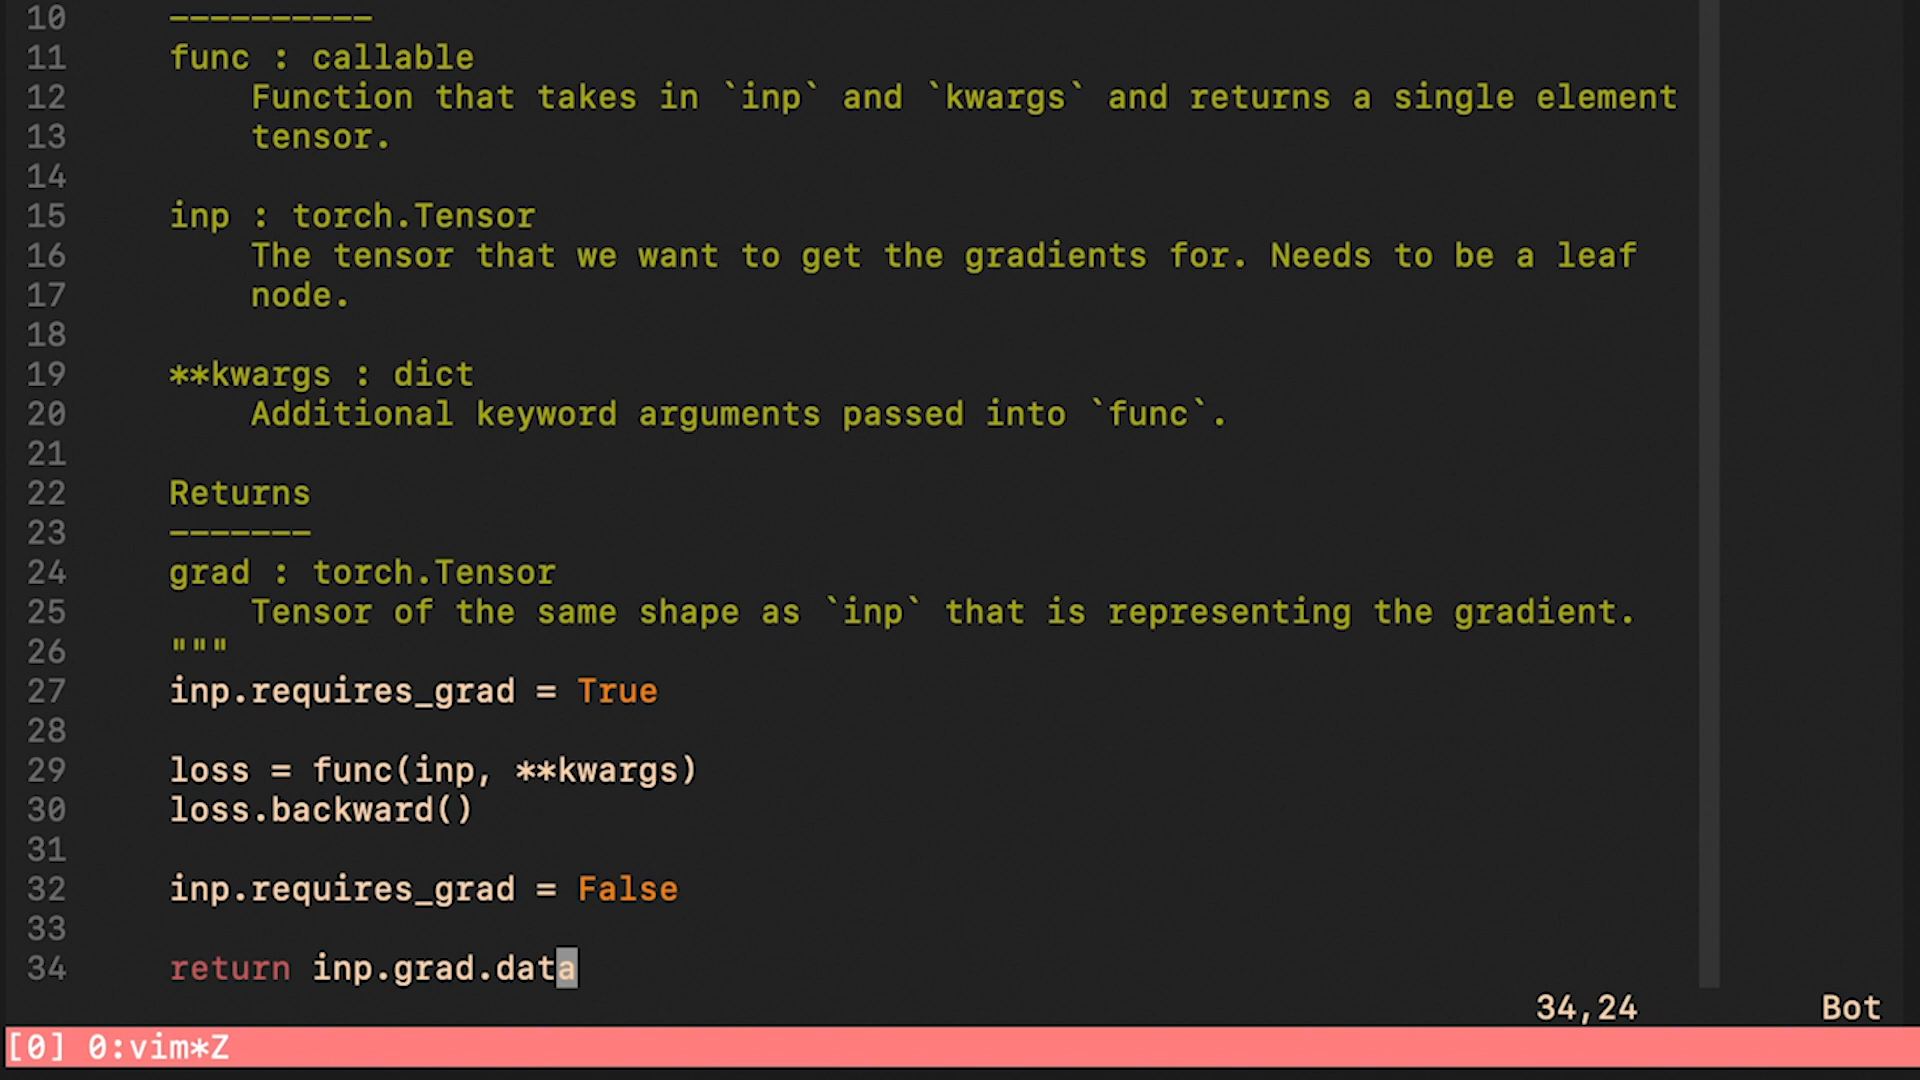 10 ----------
11 func : callable
12 Function that takes in `inp` and `kwargs` and returns a single element
13 tensor.
14
15 inp : torch.Tensor
16 The tensor that we want to get the gradients for. Needs to be a leaf
17 node.
18
19 **kwargs : dict
20 Additional keyword arguments passed into `func`.
21
22 Returns
23 -------
24 grad : torch.Tensor
25 Tensor of the same shape as `inp` that is representing the gradient.
26 """
27 inp.requires_grad = True
28
29 loss = func(inp, **kwargs)
30 loss.backward()
31
32 inp.requires_grad = False
33
34 return inp.grad.data
34,24 Bot
[0] 0:vim*Z